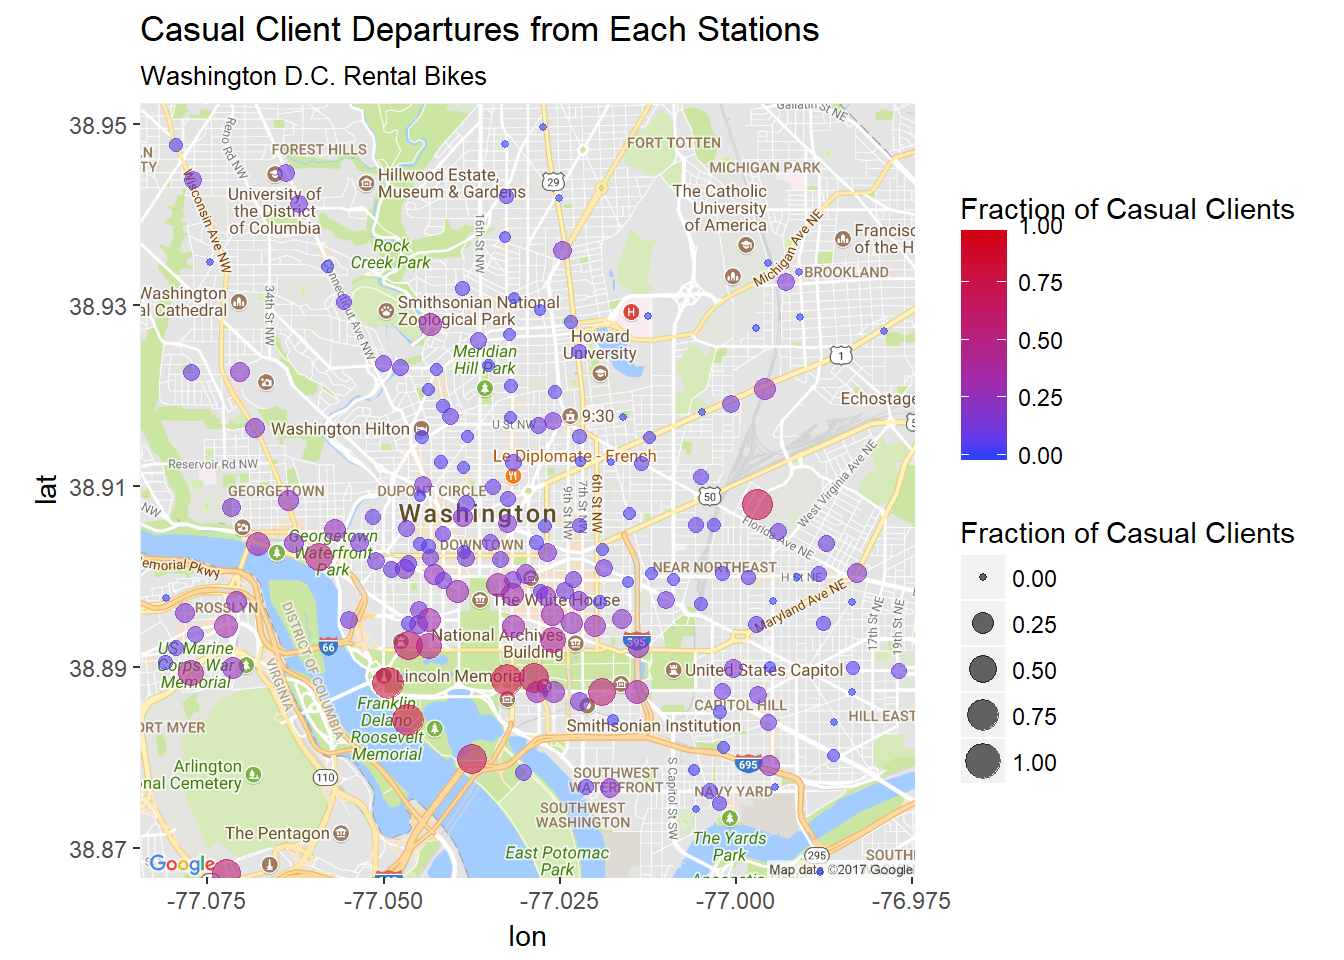 Casual Client Departures from Each Stations
Washington D.C. Rental Bikes
38.95
38.93
38.91
38.89
38.87
lat
-77.075
-77.050
-77.025
-77.000
-76.975
lon
Gallatin St NE
FORT TOTTEN
AN
TY
Reno Rd NW
FOREST HILLS
MICHIGAN PARK
Hillwood Estate,
Museum & Gardens
29
The Catholic
University
of America
Wisconsin Ave NW
University of
the District
of Columbia
16th St NW
Rock
Creek Park
Michigan Ave NE
Francisc
of the H
BROOKLAND
Connecticut Ave NW
34th St NW
Washington
al Cathedral
Smithsonian National
Zoological Park
H
Howard
University
Meridian
Hill Park
1
Echostage
Washington Hilton
U St NW
9:30
5
Reservoir Rd NW
Le Diplomate - French
GEORGETOWN
DUPONT CIRCLE
9th St NW
7th St NW
6th St NW
50
West Virginia Ave NE
NW
Washington
Florida Ave NE
Georgetown
Waterfront
Park
DOWNTOWN
emorial Pkwy
NEAR NORTHEAST
H St NE
ROSSLYN
The White House
Maryland Ave NE
DISTRICT OF COLUMBIA
VIRGINIA
66
National Archives
Building
395
17th St NE
19th St NE
US Marine
Corps War
Memorial
Lincoln Memorial
United States Capitol
Franklin
Delano
Roosevelt
Memorial
CAPITOL HILL
HILL EAST
ORT MYER
Smithsonian Institution
Arlington
nal Cemetery
110
SOUTHWEST
WATERFRONT
S Capitol St SW
695
NAVY YARD
SOUTHWEST
WASHINGTON
The Pentagon
The Yards
Park
East Potomac
Park
295
SOUTH
Google
Map data ©2017 Google
Fraction of Casual Clients
1.00
0.75
0.50
0.25
0.00
Fraction of Casual Clients
0.00
0.25
0.50
0.75
1.00